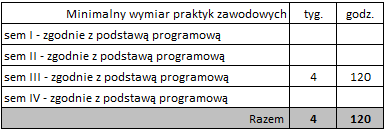 Minimalny wymiar praktyk zawodowych tyg. godz.
sem I - zgodnie z podstawą programową
sem II - zgodnie z podstawą programową
sem III - zgodnie z podstawą programową 4 120
sem IV - zgodnie z podstawą programową
Razem 4 120